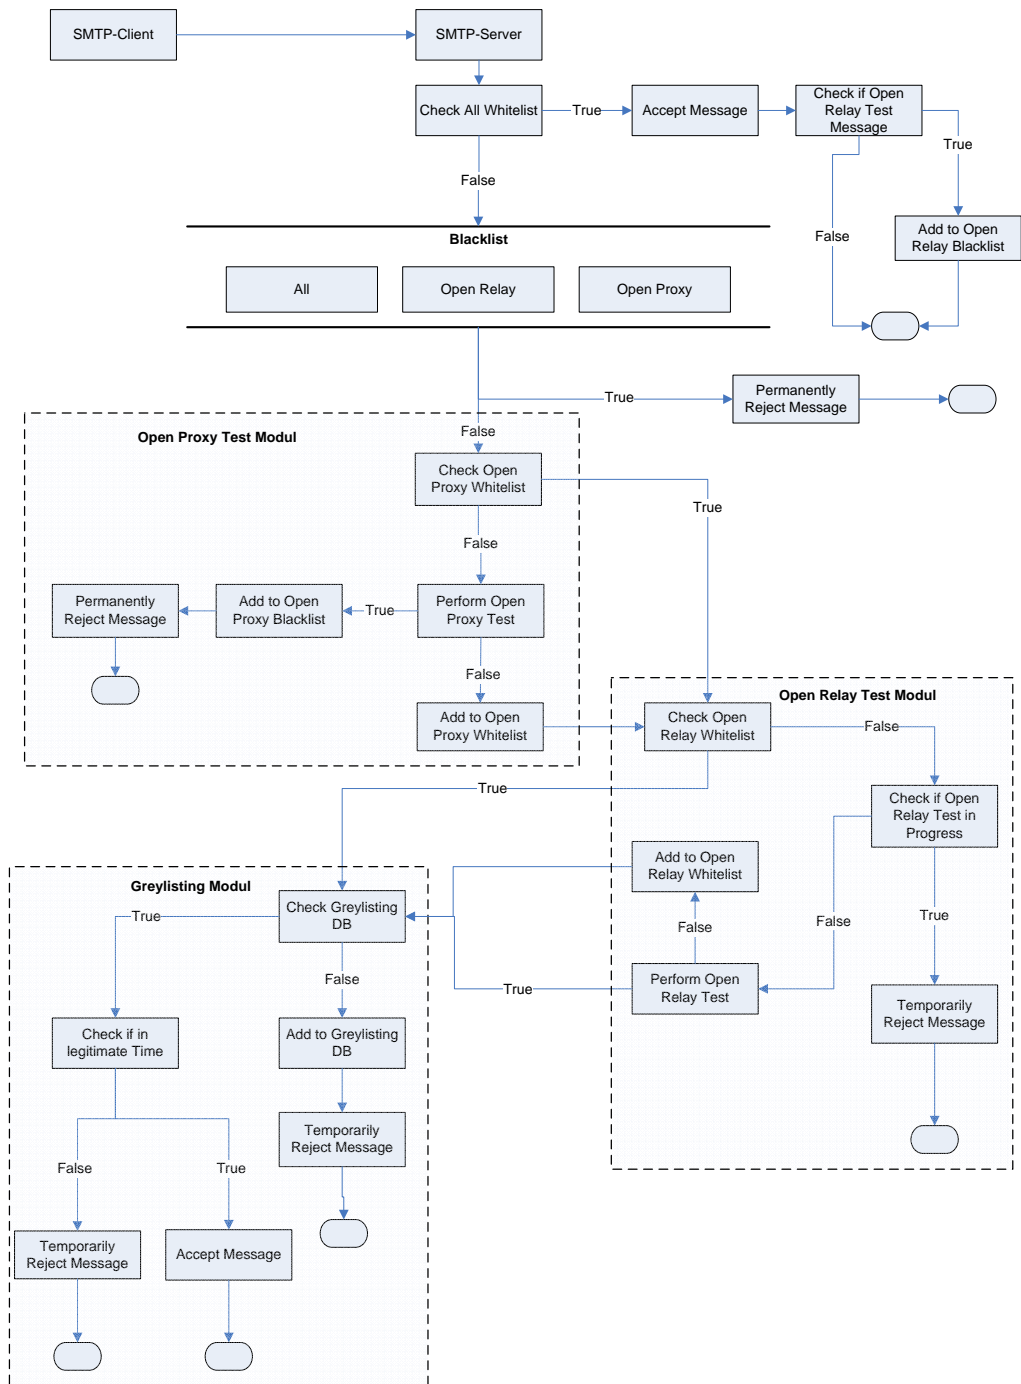 SMTP-Client
SMTP-Server
Check All Whitelist
True
Accept Message
Check if Open
Relay Test
Message
True
False
False
Add to Open
Relay Blacklist
Blacklist
All
Open Relay
Open Proxy
True
Permanently
Reject Message
False
Open Proxy Test Modul
Check Open
Proxy Whitelist
True
False
Permanently
Reject Message
Add to Open
Proxy Blacklist
True
Perform Open
Proxy Test
False
Add to Open
Proxy Whitelist
Open Relay Test Modul
Check Open
Relay Whitelist
False
True
Check if Open
Relay Test in
Progress
Add to Open
Relay Whitelist
False
False
True
Perform Open
Relay Test
True
Temporarily
Reject Message
Greylisting Modul
Check Greylisting
DB
True
False
Check if in
legitimate Time
Add to Greylisting
DB
Temporarily
Reject Message
False
True
Temporarily
Reject Message
Accept Message